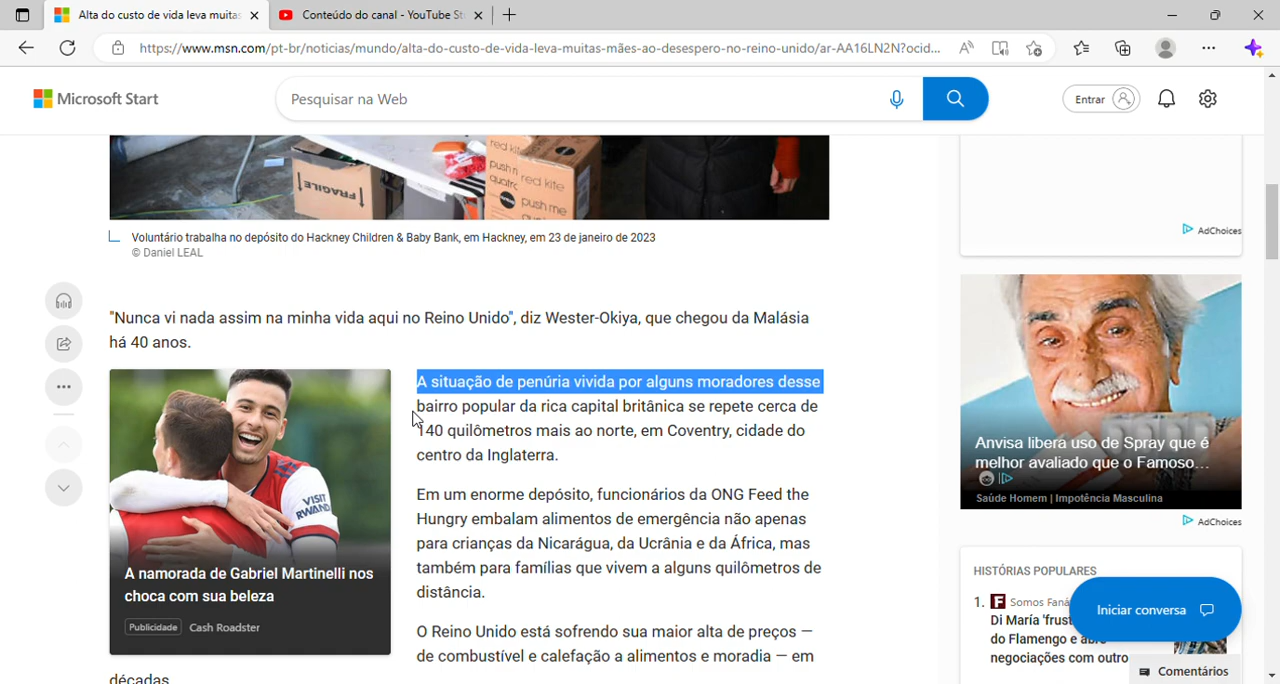 Alta do custo de vida leva muitas
Conteúdo do canal - YouTube St
https://www.msn.com/pt-br/noticias/mundo/alta-do-custo-de-vida-leva-muitas-mães-ao-desespero-no-reino-unido/ar-AA16LN2N?ocid...
Microsoft Start
Pesquisar na Web
Entrar
FRAGILE
red kite
push me
Voluntário trabalha no depósito do Hackney Children & Baby Bank, em Hackney, em 23 de janeiro de 2023
© Daniel LEAL
"Nunca vi nada assim na minha vida aqui no Reino Unido", diz Wester-Okiya, que chegou da Malásia
há 40 anos.
A situação de penúria vivida por alguns moradores desse
bairro popular da rica capital britânica se repete cerca de
140 quilômetros mais ao norte, em Coventry, cidade do
centro da Inglaterra.
Em um enorme depósito, funcionários da ONG Feed the
Hungry embalam alimentos de emergência não apenas
para crianças da Nicarágua, da Ucrânia e da África, mas
também para famílias que vivem a alguns quilômetros de
distância.
O Reino Unido está sofrendo sua maior alta de preços —
de combustível e calefação a alimentos e moradia — em
décadas.
VISIT
RWANDA
A namorada de Gabriel Martinelli nos
choca com sua beleza
Publicidade Cash Roadster
AdChoices
Anvisa libera uso de Spray que é
melhor avaliado que o Famoso...
Saúde Homem | Impotência Masculina
AdChoices
HISTÓRIAS POPULARES
1. F Somos Faná
Di María 'frust
do Flamengo e abre
negociações com outro
Iniciar conversa
Comentários